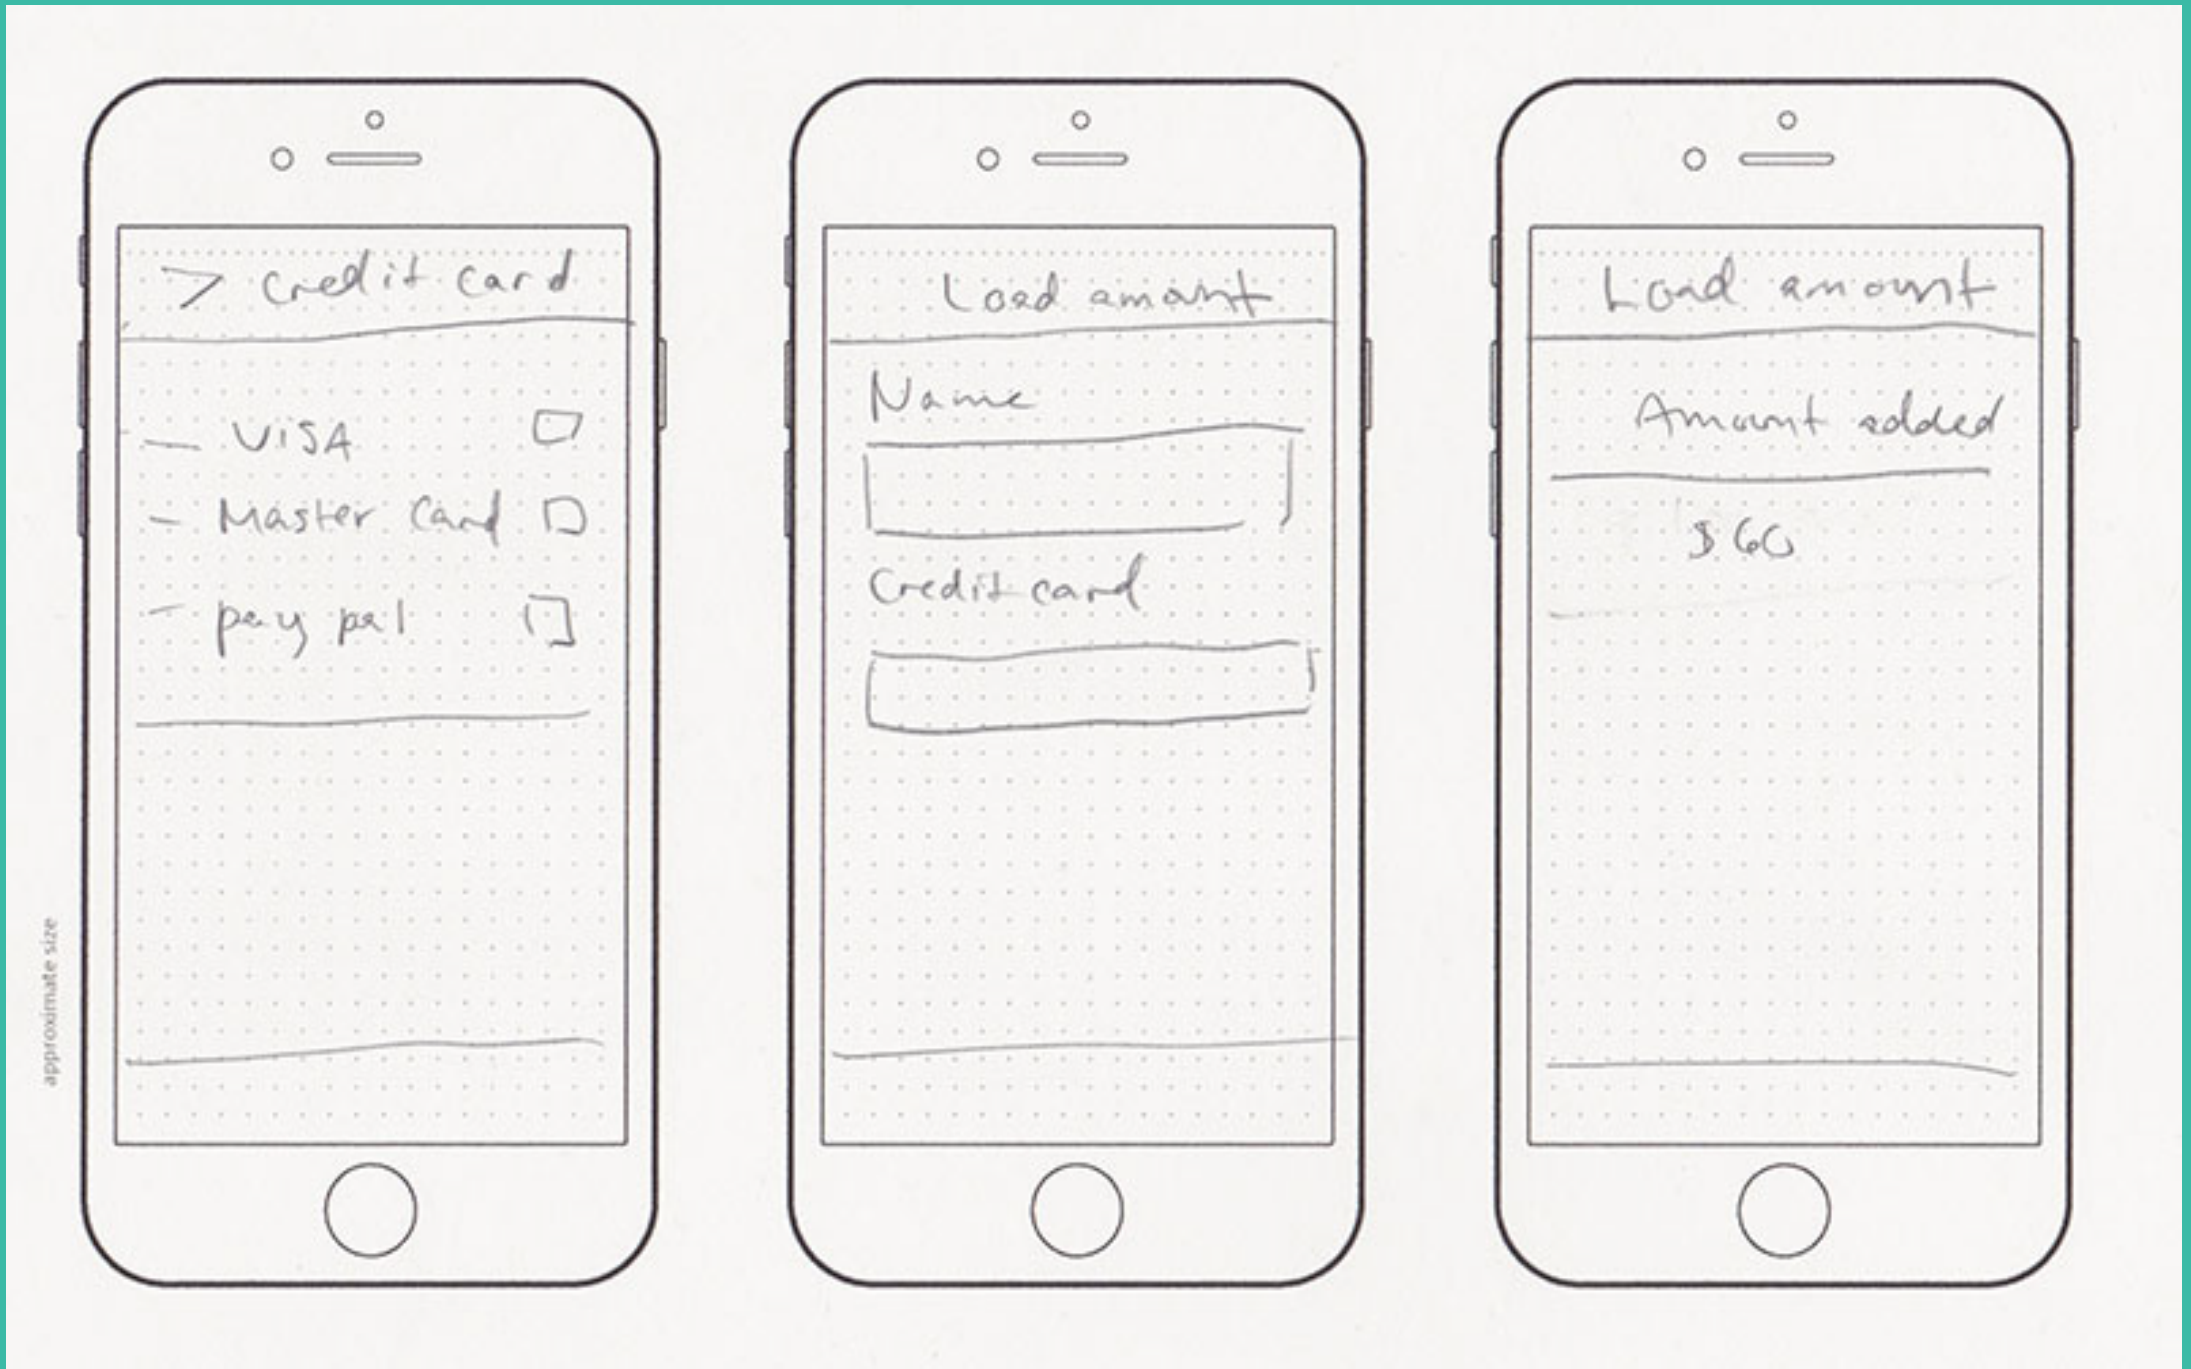 > Credit card
— VISA
- Master Card
- pay pal
Load amount
Name
Credit card
Load amount
Amount added
$60
approximate size